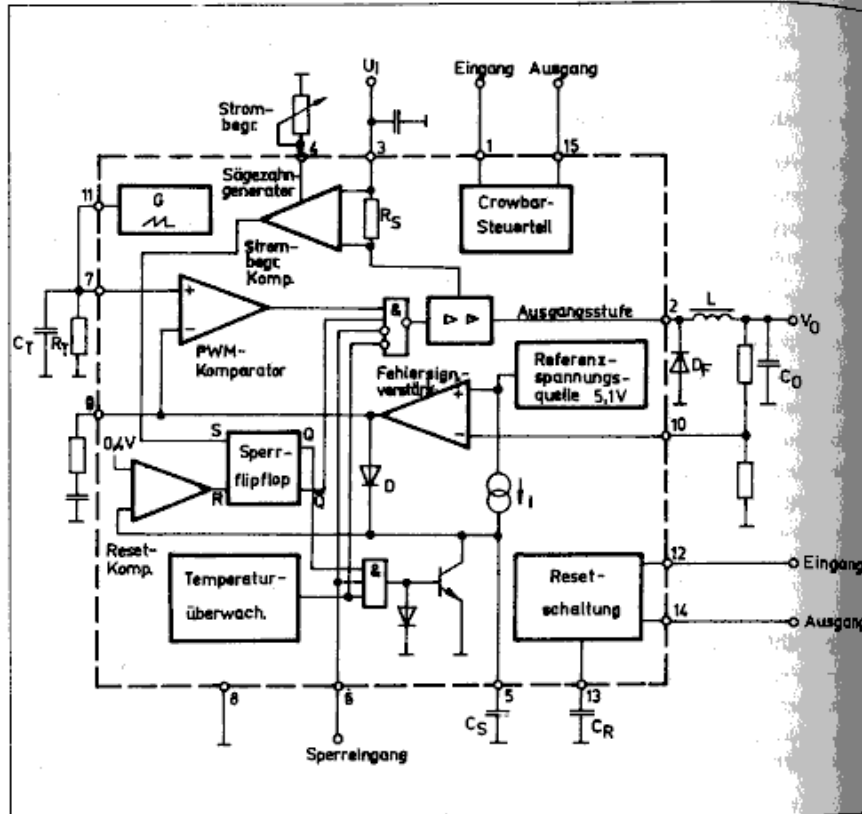 U_I
Eingang Ausgang
Strom-
begr.
4
3
1
15
11
G
Sägezahn-
generator
R_S
Crowbar-
Steuerteil
Strom-
begr.
Komp.
7
+
−
&
▷ ▷
Ausgangsstufe
2
L
V_O
C_T
R_T
PWM-
Komparator
Fehlersign.-
verstärk.
Referenz-
spannungs-
quelle 5,1V
D_F
C_O
9
+
−
10
0,4V
S
Q
Sperr-
flipflop
R
Q̄
D
i
Reset-
Komp.
Temperatur-
überwach.
&
Reset-
schaltung
12
Eingang
14
Ausgang
8
6
5
13
C_S
C_R
Sperreingang